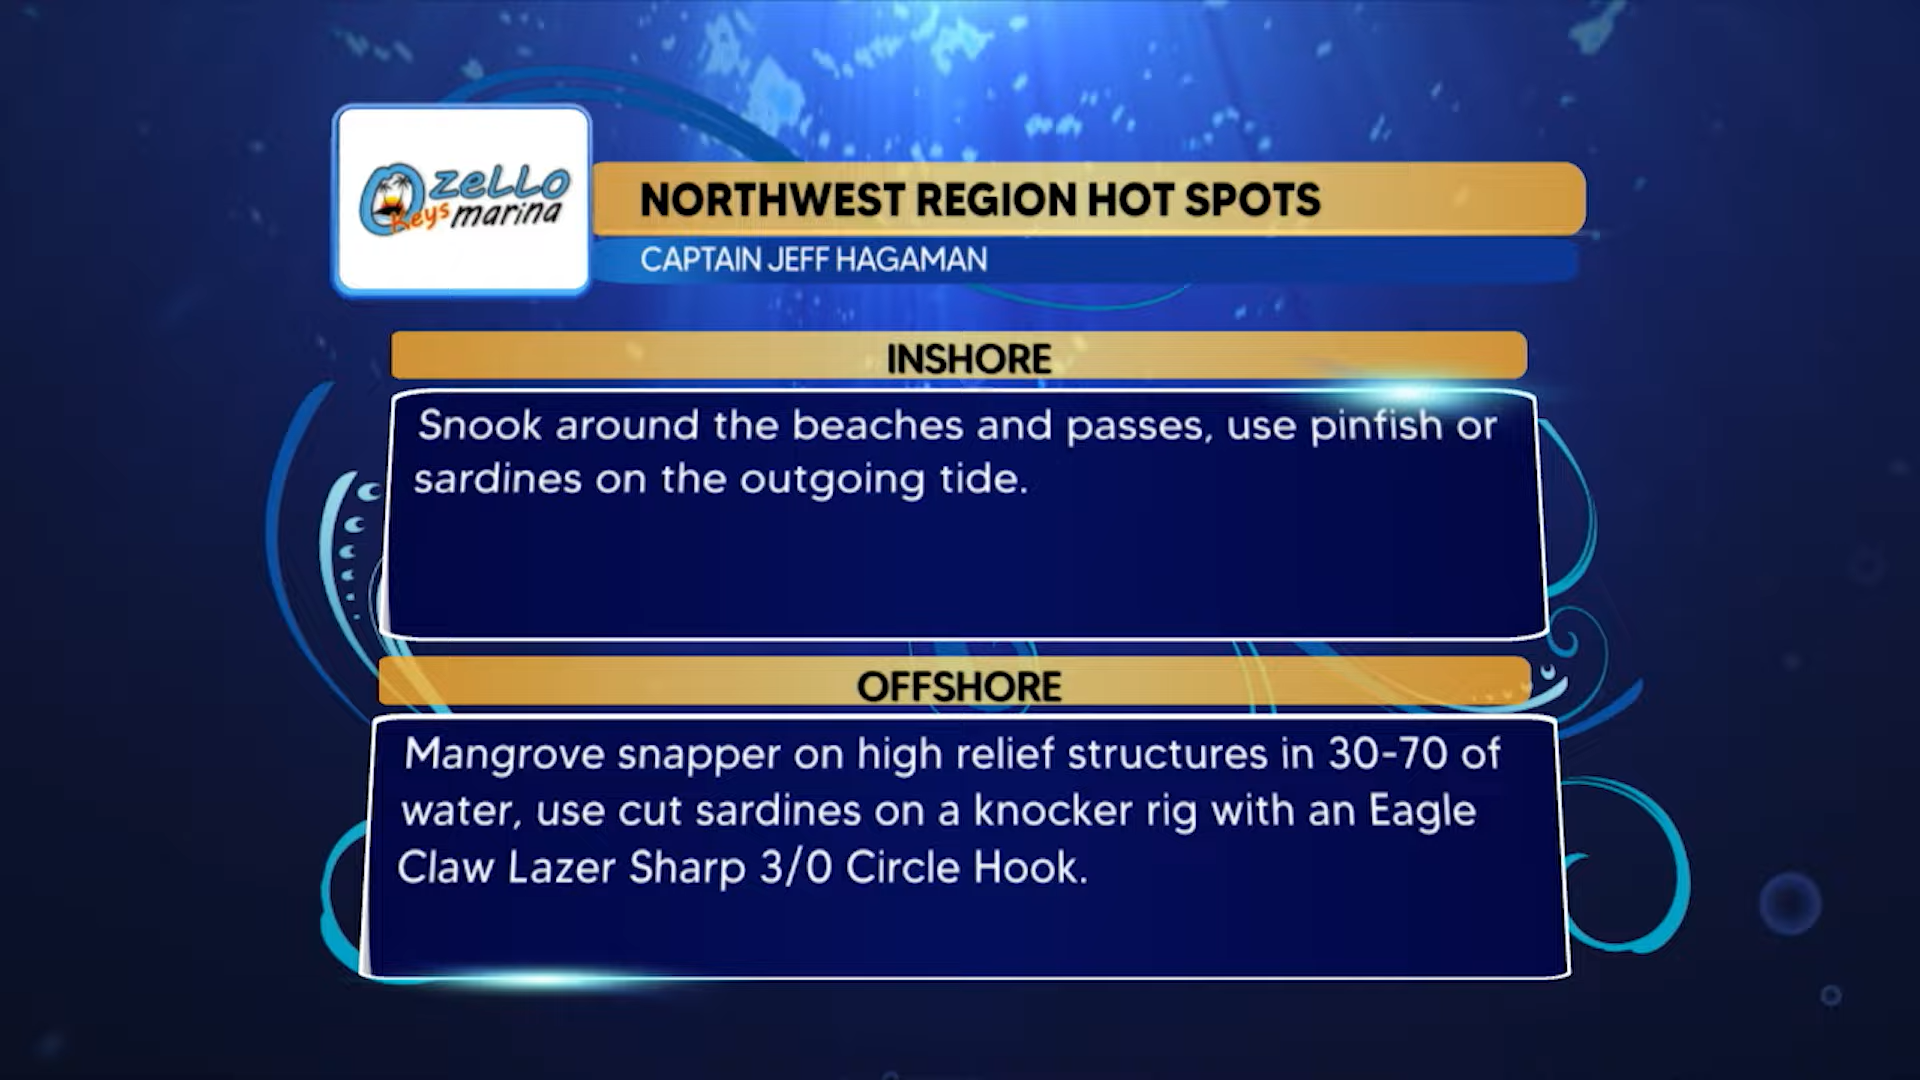 Ozello
Keys marina
NORTHWEST REGION HOT SPOTS
CAPTAIN JEFF HAGAMAN
INSHORE
Snook around the beaches and passes, use pinfish or
sardines on the outgoing tide.
OFFSHORE
Mangrove snapper on high relief structures in 30-70 of
water, use cut sardines on a knocker rig with an Eagle
Claw Lazer Sharp 3/0 Circle Hook.